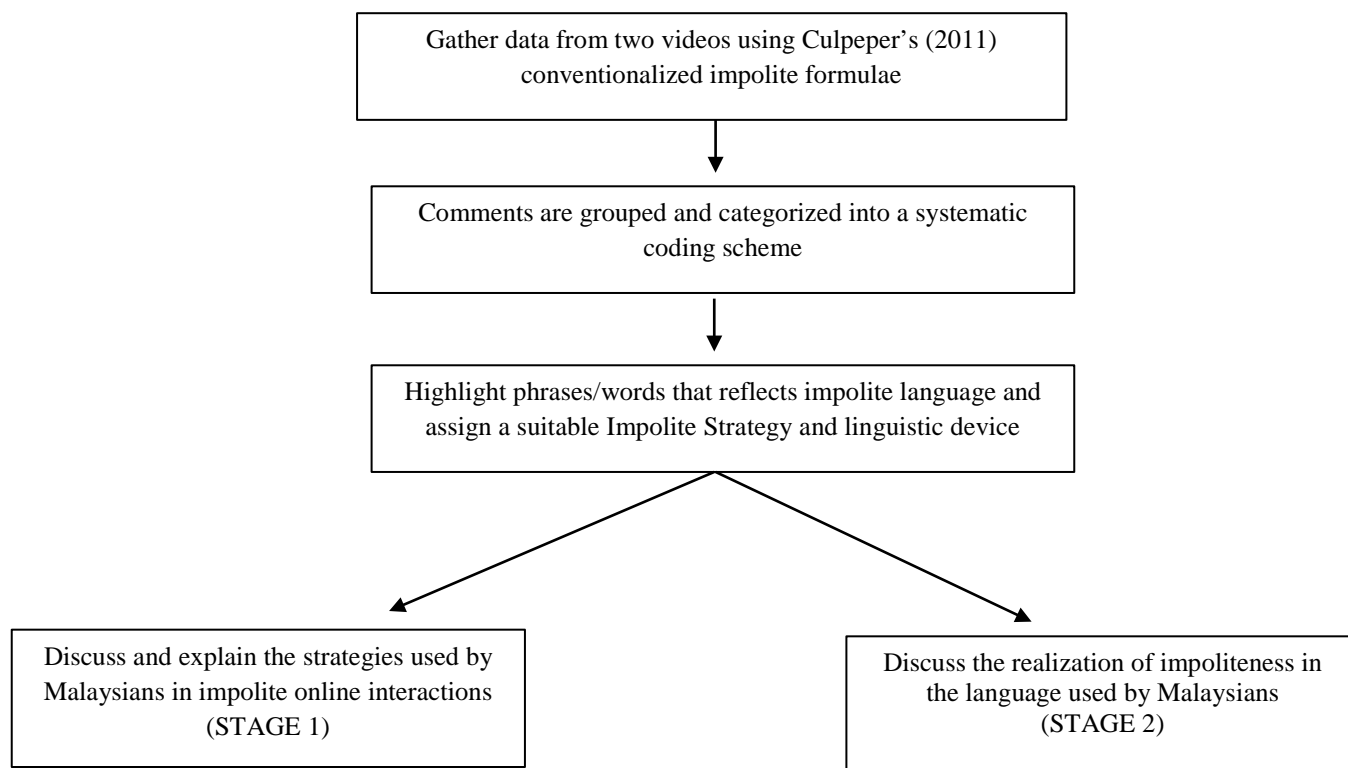 Gather data from two videos using Culpeper's (2011)
conventionalized impolite formulae
Comments are grouped and categorized into a systematic
coding scheme
Highlight phrases/words that reflects impolite language and
assign a suitable Impolite Strategy and linguistic device
Discuss and explain the strategies used by
Malaysians in impolite online interactions
(STAGE 1)
Discuss the realization of impoliteness in
the language used by Malaysians
(STAGE 2)